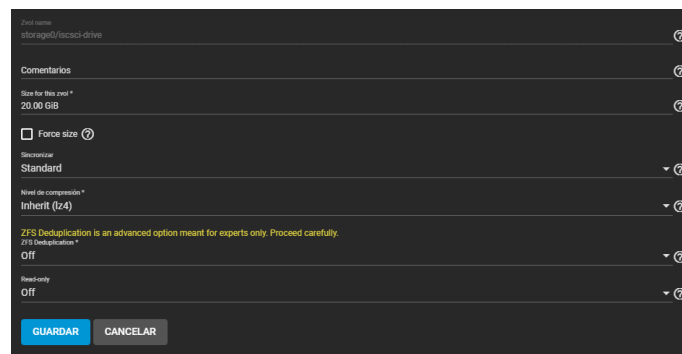 Zvol name
storage0/iscsci-drive
Comentarios
Size for this zvol *
20.00 GiB
Force size
Sincronizar
Standard
Nivel de compresión *
Inherit (lz4)
ZFS Deduplication is an advanced option meant for experts only. Proceed carefully.
ZFS Deduplication *
Off
Read-only
Off
GUARDAR CANCELAR